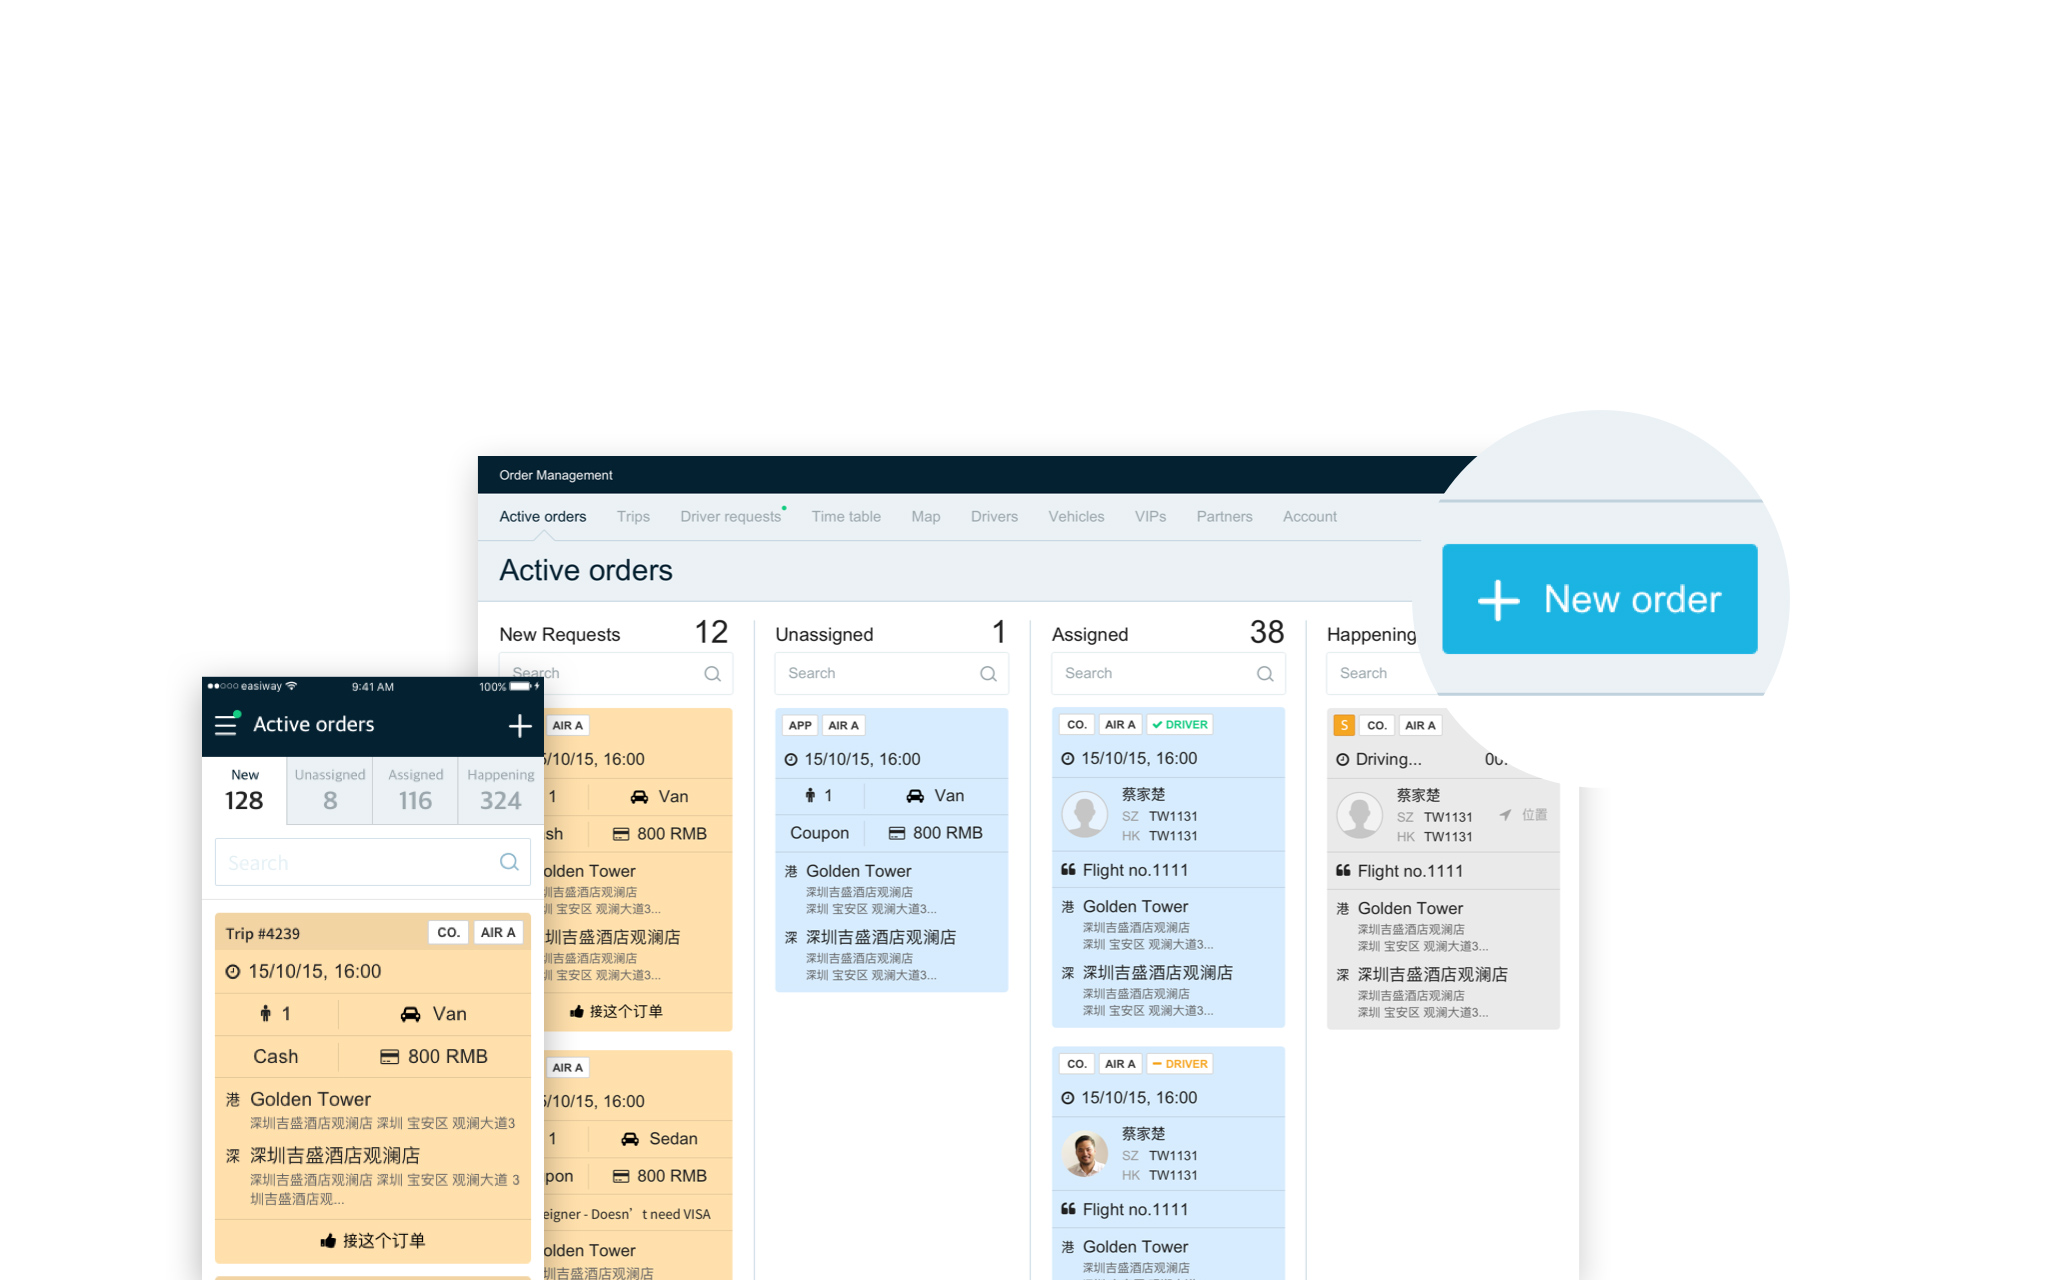 Order Management
Active orders Trips Driver requests Time table Map Drivers Vehicles VIPs Partners Account
Active orders
+ New order
New Requests 12
Search
AIR A
/10/15, 16:00
1 Van
sh 800 RMB
olden Tower
圳吉盛酒店观澜店
圳 宝安区 观澜大道3...
圳吉盛酒店观澜店
圳吉盛酒店观澜店
圳 宝安区 观澜大道3...
接这个订单
AIR A
/10/15, 16:00
1 Sedan
pon 800 RMB
eigner - Doesn’t need VISA
olden Tower
圳吉盛酒店观澜店
Unassigned 1
Search
APP AIR A
15/10/15, 16:00
1 Van
Coupon 800 RMB
港 Golden Tower
深圳吉盛酒店观澜店
深圳 宝安区 观澜大道3...
深 深圳吉盛酒店观澜店
深圳吉盛酒店观澜店
深圳 宝安区 观澜大道3...
Assigned 38
Search
CO. AIR A DRIVER
15/10/15, 16:00
蔡家楚
SZ TW1131
HK TW1131
Flight no.1111
港 Golden Tower
深圳吉盛酒店观澜店
深圳 宝安区 观澜大道3...
深 深圳吉盛酒店观澜店
深圳吉盛酒店观澜店
深圳 宝安区 观澜大道3...
CO. AIR A DRIVER
15/10/15, 16:00
蔡家楚
SZ TW1131
HK TW1131
Flight no.1111
港 Golden Tower
深圳吉盛酒店观澜店
Happening
Search
S CO. AIR A
Driving... 00.
蔡家楚
SZ TW1131 位置
HK TW1131
Flight no.1111
港 Golden Tower
深圳吉盛酒店观澜店
深圳 宝安区 观澜大道3...
深 深圳吉盛酒店观澜店
深圳吉盛酒店观澜店
深圳 宝安区 观澜大道3...
easiway 9:41 AM 100%
Active orders +
New Unassigned Assigned Happening
128 8 116 324
Search
Trip #4239 CO. AIR A
15/10/15, 16:00
1 Van
Cash 800 RMB
港 Golden Tower
深圳吉盛酒店观澜店 深圳 宝安区 观澜大道3
深 深圳吉盛酒店观澜店
深圳吉盛酒店观澜店 深圳 宝安区 观澜大道 3
圳吉盛酒店观...
接这个订单